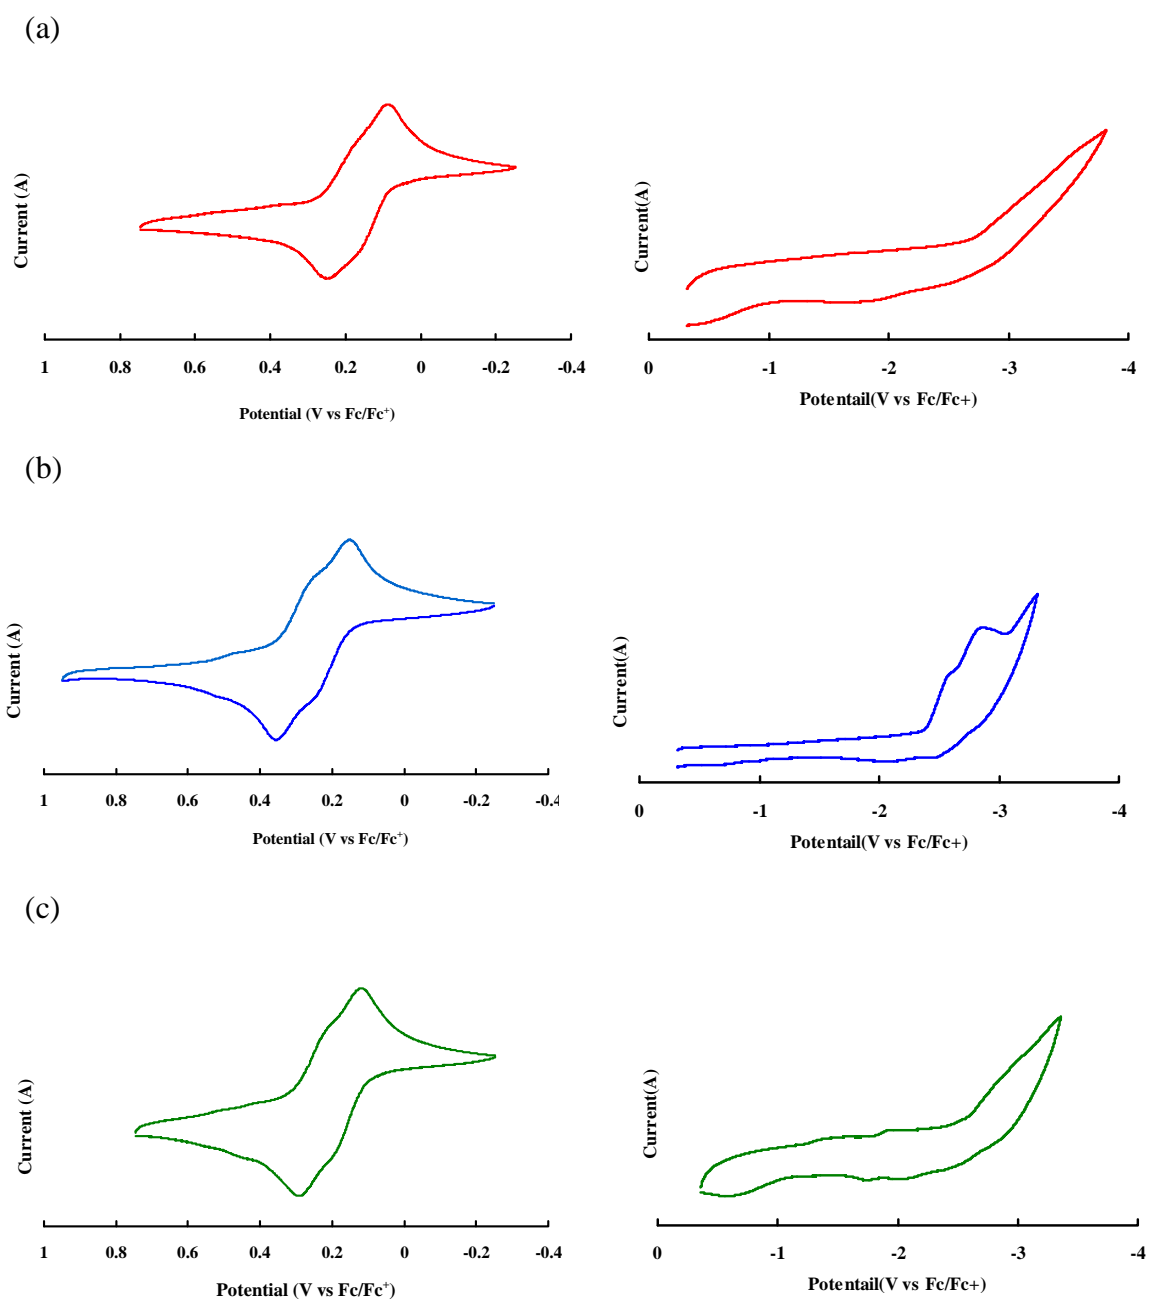 (a)
Current (A)
1 0.8 0.6 0.4 0.2 0 -0.2 -0.4
Potential (V vs Fc/Fc⁺)
Current(A)
0 -1 -2 -3 -4
Potentail(V vs Fc/Fc+)
(b)
Current (A)
1 0.8 0.6 0.4 0.2 0 -0.2 -0.4
Potential (V vs Fc/Fc⁺)
Current(A)
0 -1 -2 -3 -4
Potentail(V vs Fc/Fc+)
(c)
Current (A)
1 0.8 0.6 0.4 0.2 0 -0.2 -0.4
Potential (V vs Fc/Fc⁺)
Current(A)
0 -1 -2 -3 -4
Potentail(V vs Fc/Fc+)